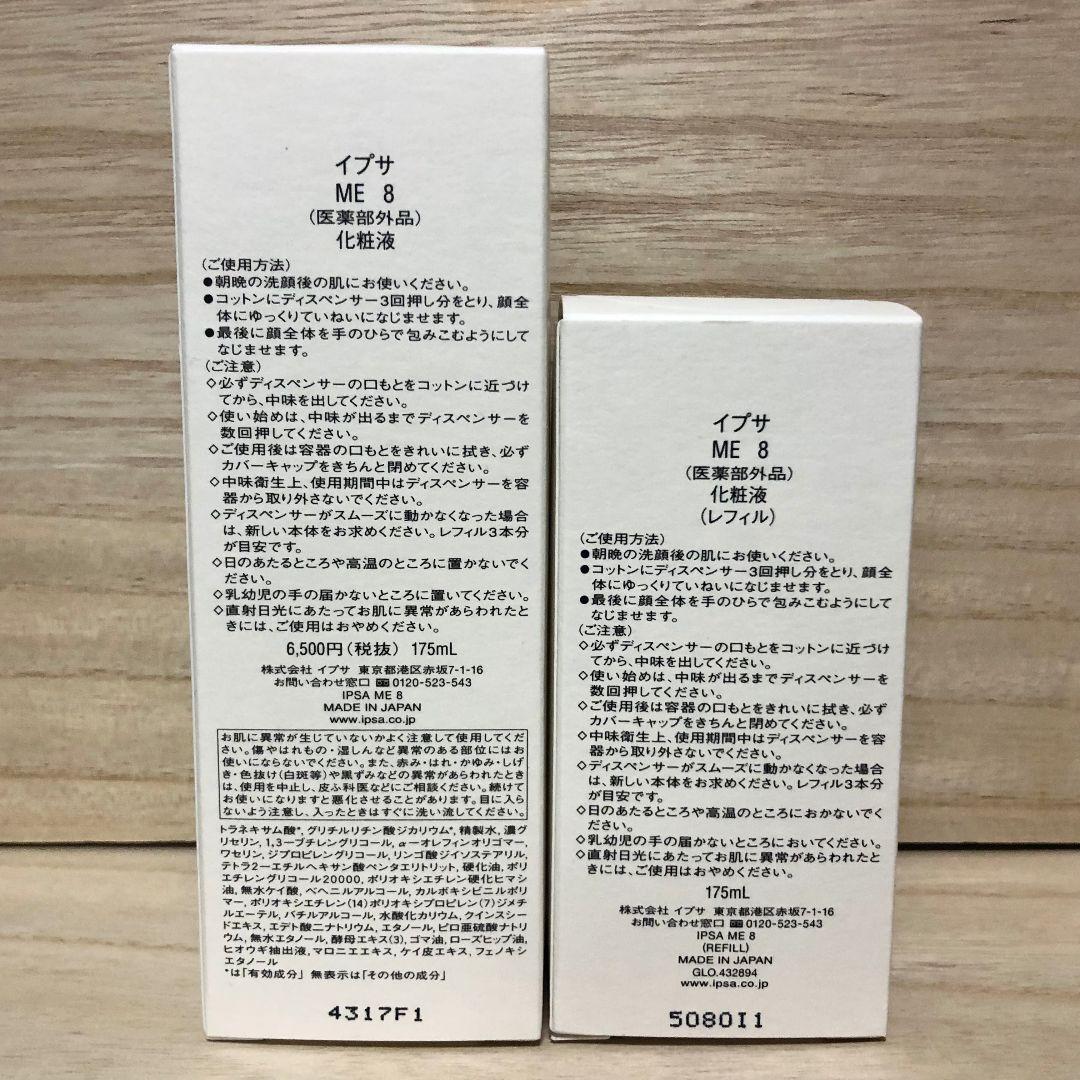 イプサ
ME 8
(医薬部外品)
化粧液
(ご使用方法)
●朝晩の洗顔後の肌にお使いください。
●コットンにディスペンサー3回押し分をとり、顔全
体にゆっくりていねいになじませます。
●最後に顔全体を手のひらで包みこむようにして
なじませます。
(ご注意)
◇必ずディスペンサーの口もとをコットンに近づけ
てから、中味を出してください。
◇使い始めは、中味が出るまでディスペンサーを
数回押してください。
◇ご使用後は容器の口もとをきれいに拭き、必ず
カバーキャップをきちんと閉めてください。
◇中味衛生上、使用期間中はディスペンサーを容
器から取り外さないでください。
◇ディスペンサーがスムーズに動かなくなった場合
は、新しい本体をお求めください。レフィル3本分
が目安です。
◇日のあたるところや高温のところに置かないでく
ださい。
◇乳幼児の手の届かないところに置いてください。
◇直射日光にあたってお肌に異常があらわれたと
きには、ご使用はおやめください。
6,500円(税抜) 175mL
株式会社 イプサ 東京都港区赤坂7-1-16
お問い合わせ窓口 0120-523-543
IPSA ME 8
MADE IN JAPAN
www.ipsa.co.jp
お肌に異常が生じていないかよく注意して使用してくだ
さい。傷やはれもの・湿しんなど異常のある部位にはお
使いにならないでください。また、赤み・はれ・かゆみ・しげ
き・色抜け(白斑等)や黒ずみなどの異常があらわれたとき
は、使用を中止し、皮ふ科医などにご相談ください。続けて
お使いになりますと悪化させることがあります。目に入ら
ないよう注意し、入ったときはすぐに洗い流してください。
トラネキサム酸*、グリチルリチン酸ジカリウム*、精製水、濃グ
リセリン、1,3ーブチレングリコール、αーオレフィンオリゴマー、
ワセリン、ジプロピレングリコール、リンゴ酸ジイソステアリル、
テトラ2ーエチルヘキサン酸ペンタエリトリット、硬化油、ポリ
エチレングリコール20000、ポリオキシエチレン硬化ヒマシ
油、無水ケイ酸、ベヘニルアルコール、カルボキシビニルポリ
マー、ポリオキシエチレン(14)ポリオキシプロピレン(7)ジメチ
ルエーテル、バチルアルコール、水酸化カリウム、クインスシー
ドエキス、エデト酸二ナトリウム、エタノール、ピロ亜硫酸ナトリ
ウム、無水エタノール、酵母エキス(3)、ゴマ油、ローズヒップ油、
ヒオウギ抽出液、マロニエエキス、ケイ皮エキス、フェノキシ
エタノール
*は「有効成分」 無表示は「その他の成分」
4317F1
イプサ
ME 8
(医薬部外品)
化粧液
(レフィル)
(ご使用方法)
●朝晩の洗顔後の肌にお使いください。
●コットンにディスペンサー3回押し分をとり、顔全
体にゆっくりていねいになじませます。
●最後に顔全体を手のひらで包みこむようにして
なじませます。
(ご注意)
◇必ずディスペンサーの口もとをコットンに近づけ
てから、中味を出してください。
◇使い始めは、中味が出るまでディスペンサーを
数回押してください。
◇ご使用後は容器の口もとをきれいに拭き、必ず
カバーキャップをきちんと閉めてください。
◇中味衛生上、使用期間中はディスペンサーを容
器から取り外さないでください。
◇ディスペンサーがスムーズに動かなくなった場合
は、新しい本体をお求めください。レフィル3本分
が目安です。
◇日のあたるところや高温のところにおかないでく
ださい。
◇乳幼児の手の届かないところにおいてください。
◇直射日光にあたってお肌に異常があらわれたと
きには、ご使用はおやめください。
175mL
株式会社 イプサ 東京都港区赤坂7-1-16
お問い合わせ窓口 0120-523-543
IPSA ME 8
(REFILL)
MADE IN JAPAN
GLO.432894
www.ipsa.co.jp
5080I1